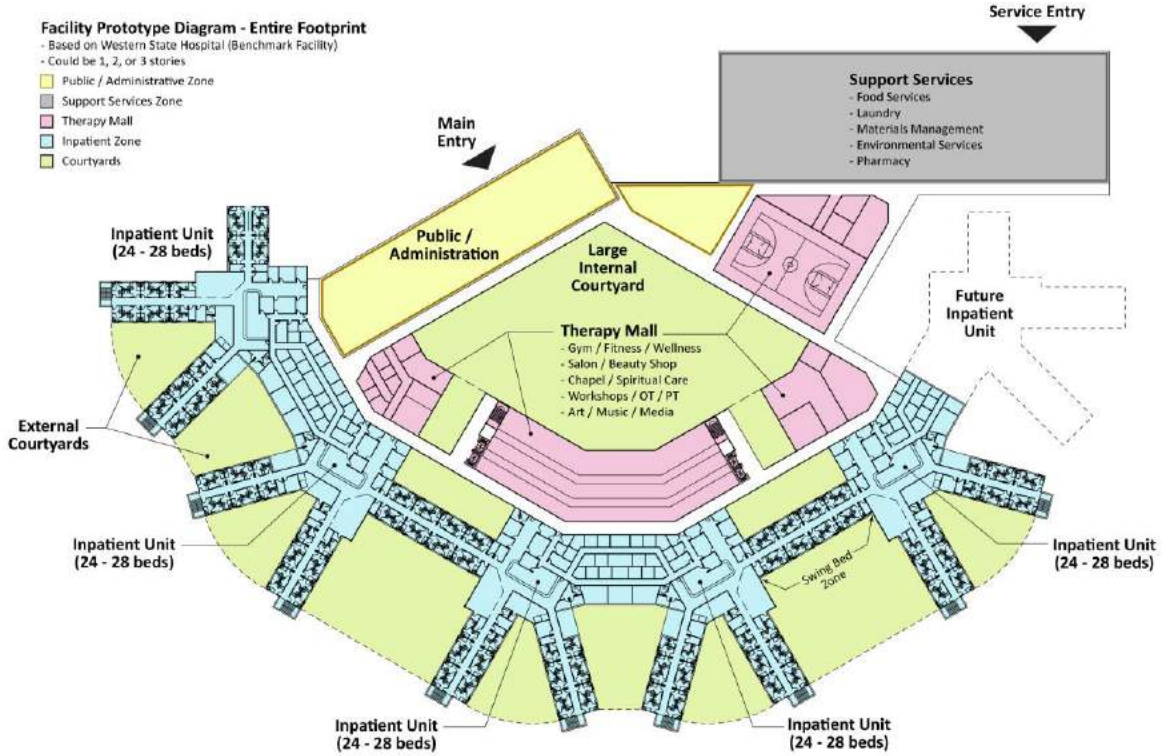 Facility Prototype Diagram - Entire Footprint
- Based on Western State Hospital (Benchmark Facility)
- Could be 1, 2, or 3 stories
Public / Administrative Zone
Support Services Zone
Therapy Mall
Inpatient Zone
Courtyards
Service Entry
Support Services
- Food Services
- Laundry
- Materials Management
- Environmental Services
- Pharmacy
Main
Entry
Inpatient Unit
(24 - 28 beds)
Public /
Administration
Large
Internal
Courtyard
Future
Inpatient
Unit
Therapy Mall
- Gym / Fitness / Wellness
- Salon / Beauty Shop
- Chapel / Spiritual Care
- Workshops / OT / PT
- Art / Music / Media
External
Courtyards
Inpatient Unit
(24 - 28 beds)
Swing Bed
Zone
Inpatient Unit
(24 - 28 beds)
Inpatient Unit
(24 - 28 beds)
Inpatient Unit
(24 - 28 beds)